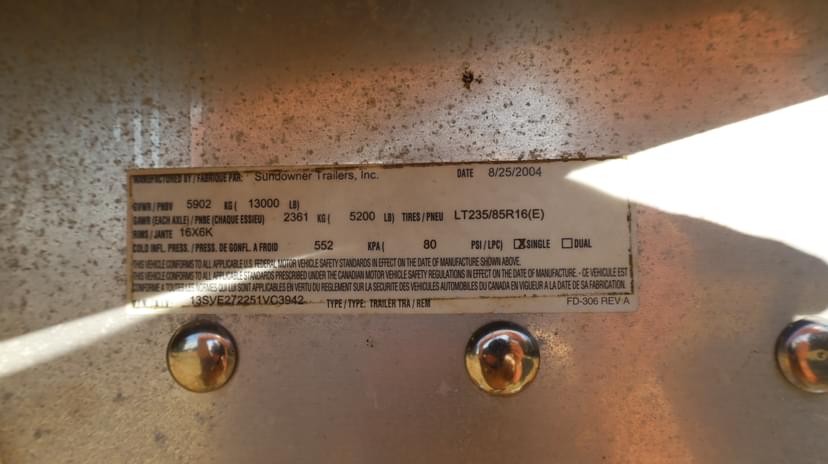 MANUFACTURED BY / FABRIQUE PAR: Sundowner Trailers, Inc. DATE 8/25/2004
GVWR / PNBV 5902 KG ( 13000 LB)
GAWR (EACH AXLE) / PNBE (CHAQUE ESSIEU) 2361 KG ( 5200 LB) TIRES / PNEU LT235/85R16(E)
RIMS / JANTE 16X6K
COLD INFL. PRESS. / PRESS. DE GONFL. A FROID 552 KPA ( 80 PSI / LPC) ☒SINGLE ☐DUAL
THIS VEHICLE CONFORMS TO ALL APPLICABLE U.S. FEDERAL MOTOR VEHICLE SAFETY STANDARDS IN EFFECT ON THE DATE OF MANUFACTURE SHOWN ABOVE.
THIS VEHICLE CONFORMS TO ALL APPLICABLE STANDARDS PRESCRIBED UNDER THE CANADIAN MOTOR VEHICLE SAFETY REGULATIONS IN EFFECT ON THE DATE OF MANUFACTURE. - CE VEHICULE EST
CONFORME A TOUTES LES NORMES QUI LUI SONT APPLICABLES EN VERTU DU REGLEMENT SUR LA SECURITE DES VEHICULES AUTOMOBILES DU CANADA EN VIGUEUR A LA DATE DE SA FABRICATION.
13SVE272251VC3942 TYPE / TYPE: TRAILER TRA / REM FD-306 REV A